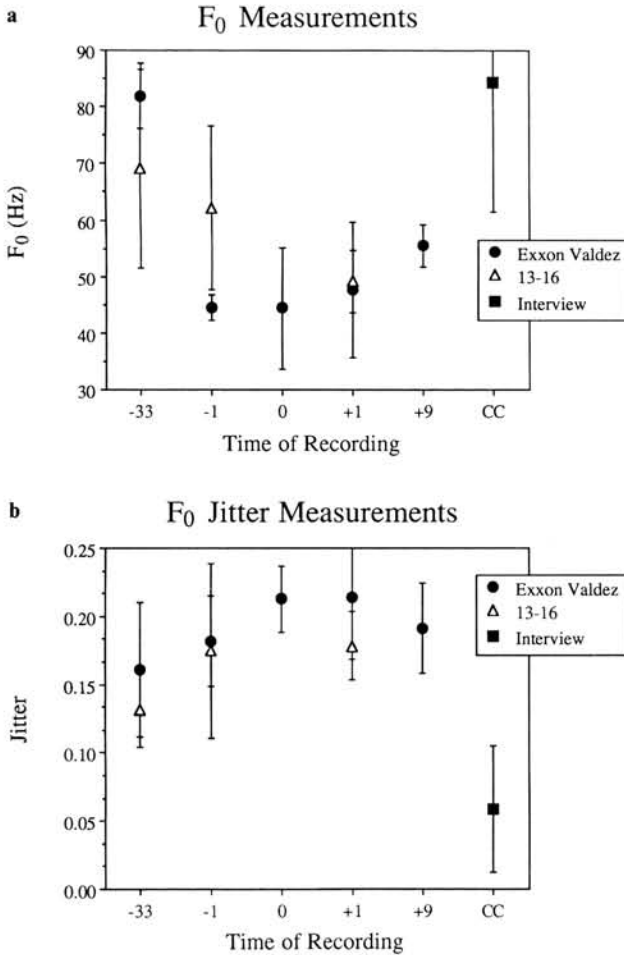 a
F₀ Measurements
90
80
70
60
50
40
30
F₀ (Hz)
-33 -1 0 +1 +9 CC
Time of Recording
Exxon Valdez
13-16
Interview
b
F₀ Jitter Measurements
0.25
0.20
0.15
0.10
0.05
0.00
Jitter
-33 -1 0 +1 +9 CC
Time of Recording
Exxon Valdez
13-16
Interview